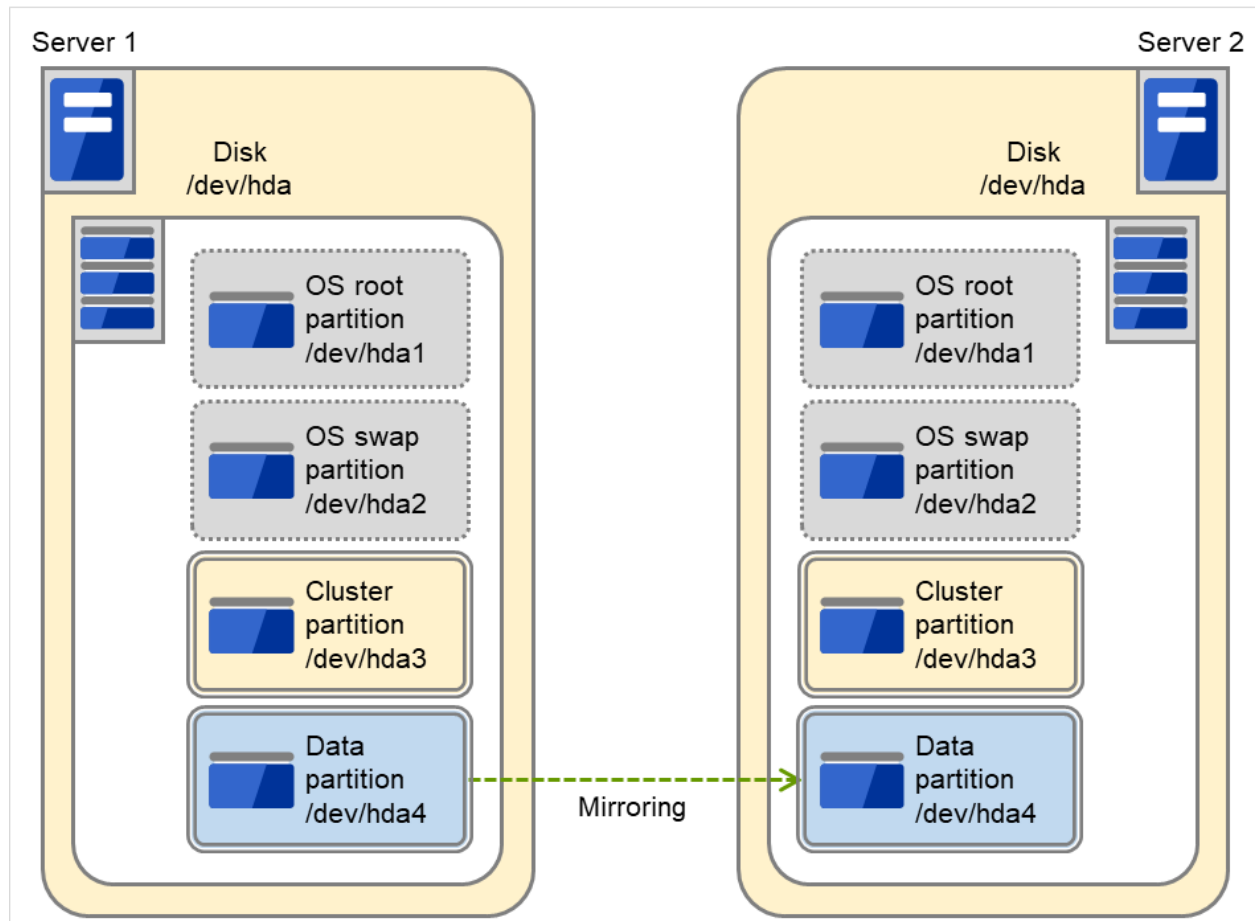 Server 1
Disk
/dev/hda
OS root
partition
/dev/hda1
OS swap
partition
/dev/hda2
Cluster
partition
/dev/hda3
Data
partition
/dev/hda4
Mirroring
Server 2
Disk
/dev/hda
OS root
partition
/dev/hda1
OS swap
partition
/dev/hda2
Cluster
partition
/dev/hda3
Data
partition
/dev/hda4